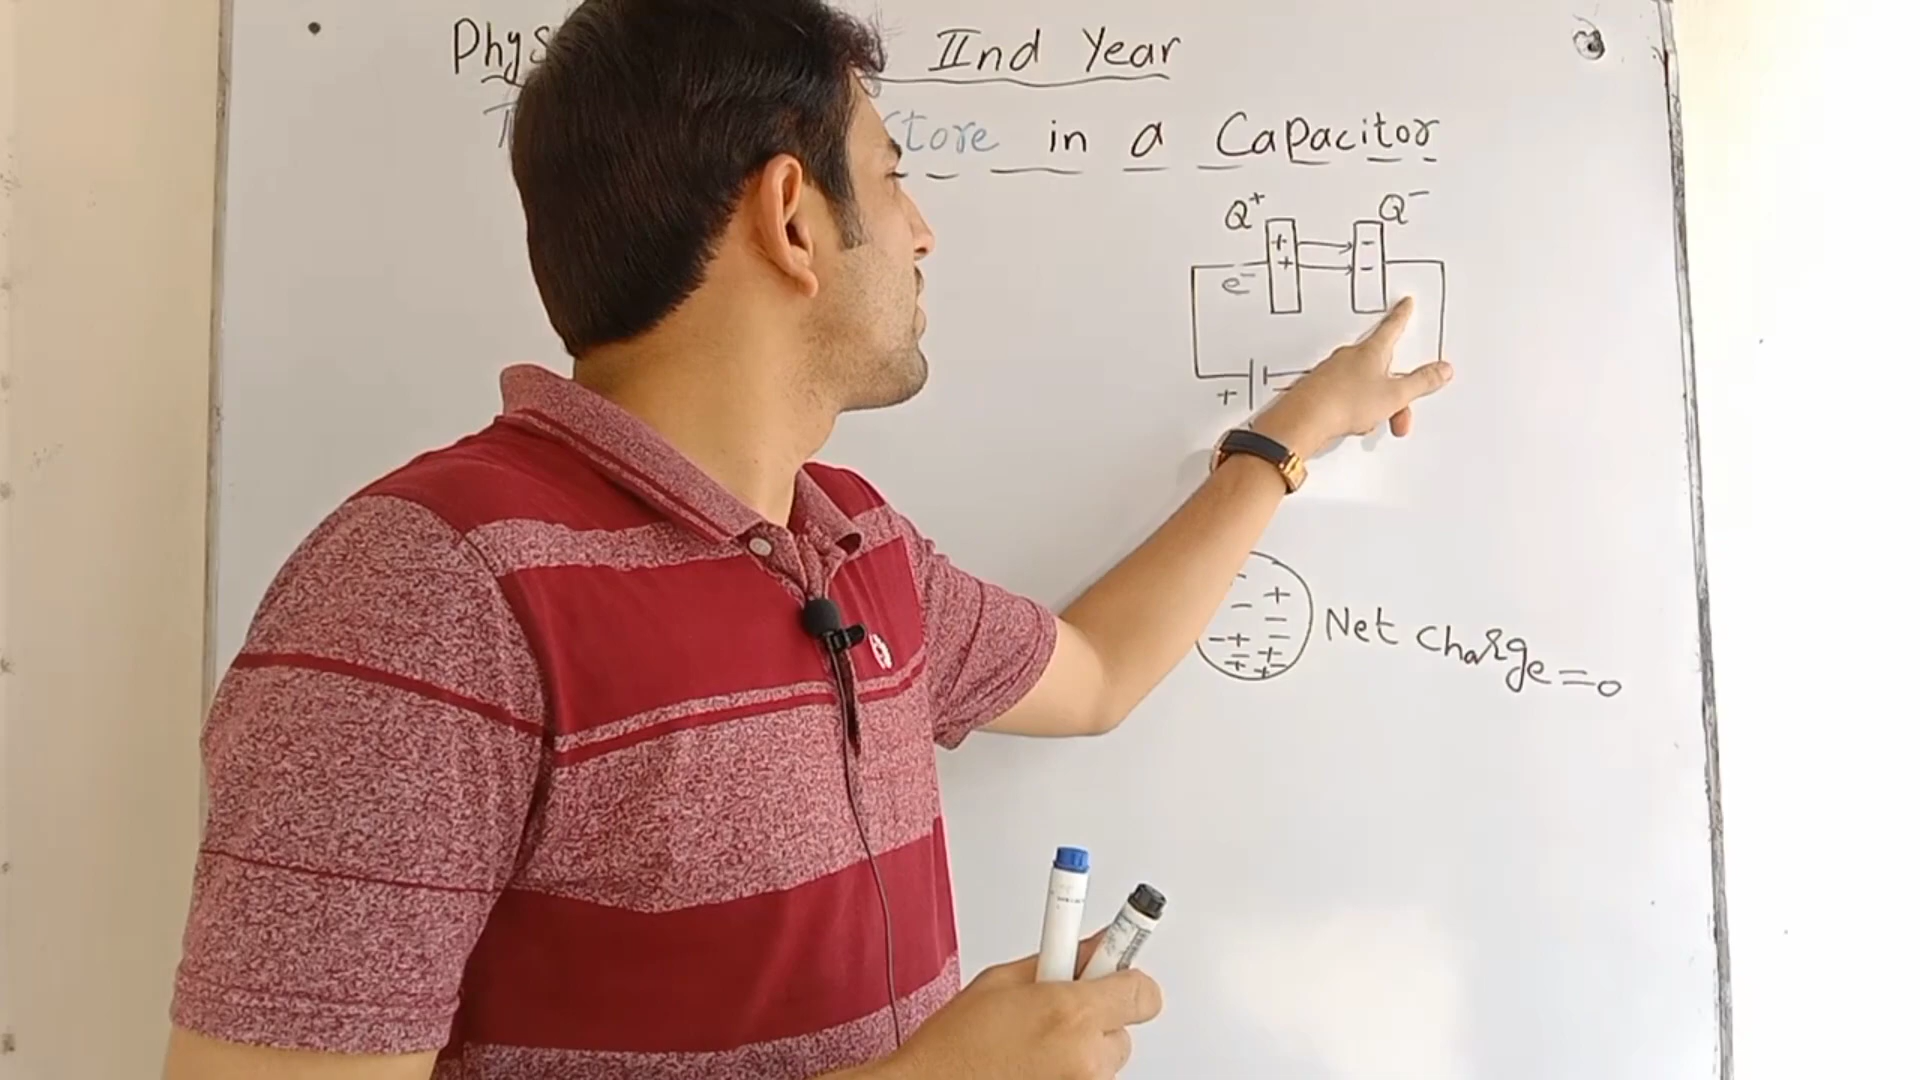 Phys IInd Year
Store in a Capacitor
Q⁺ Q⁻
+ -
+ -
e⁻
+
Net Charge = 0